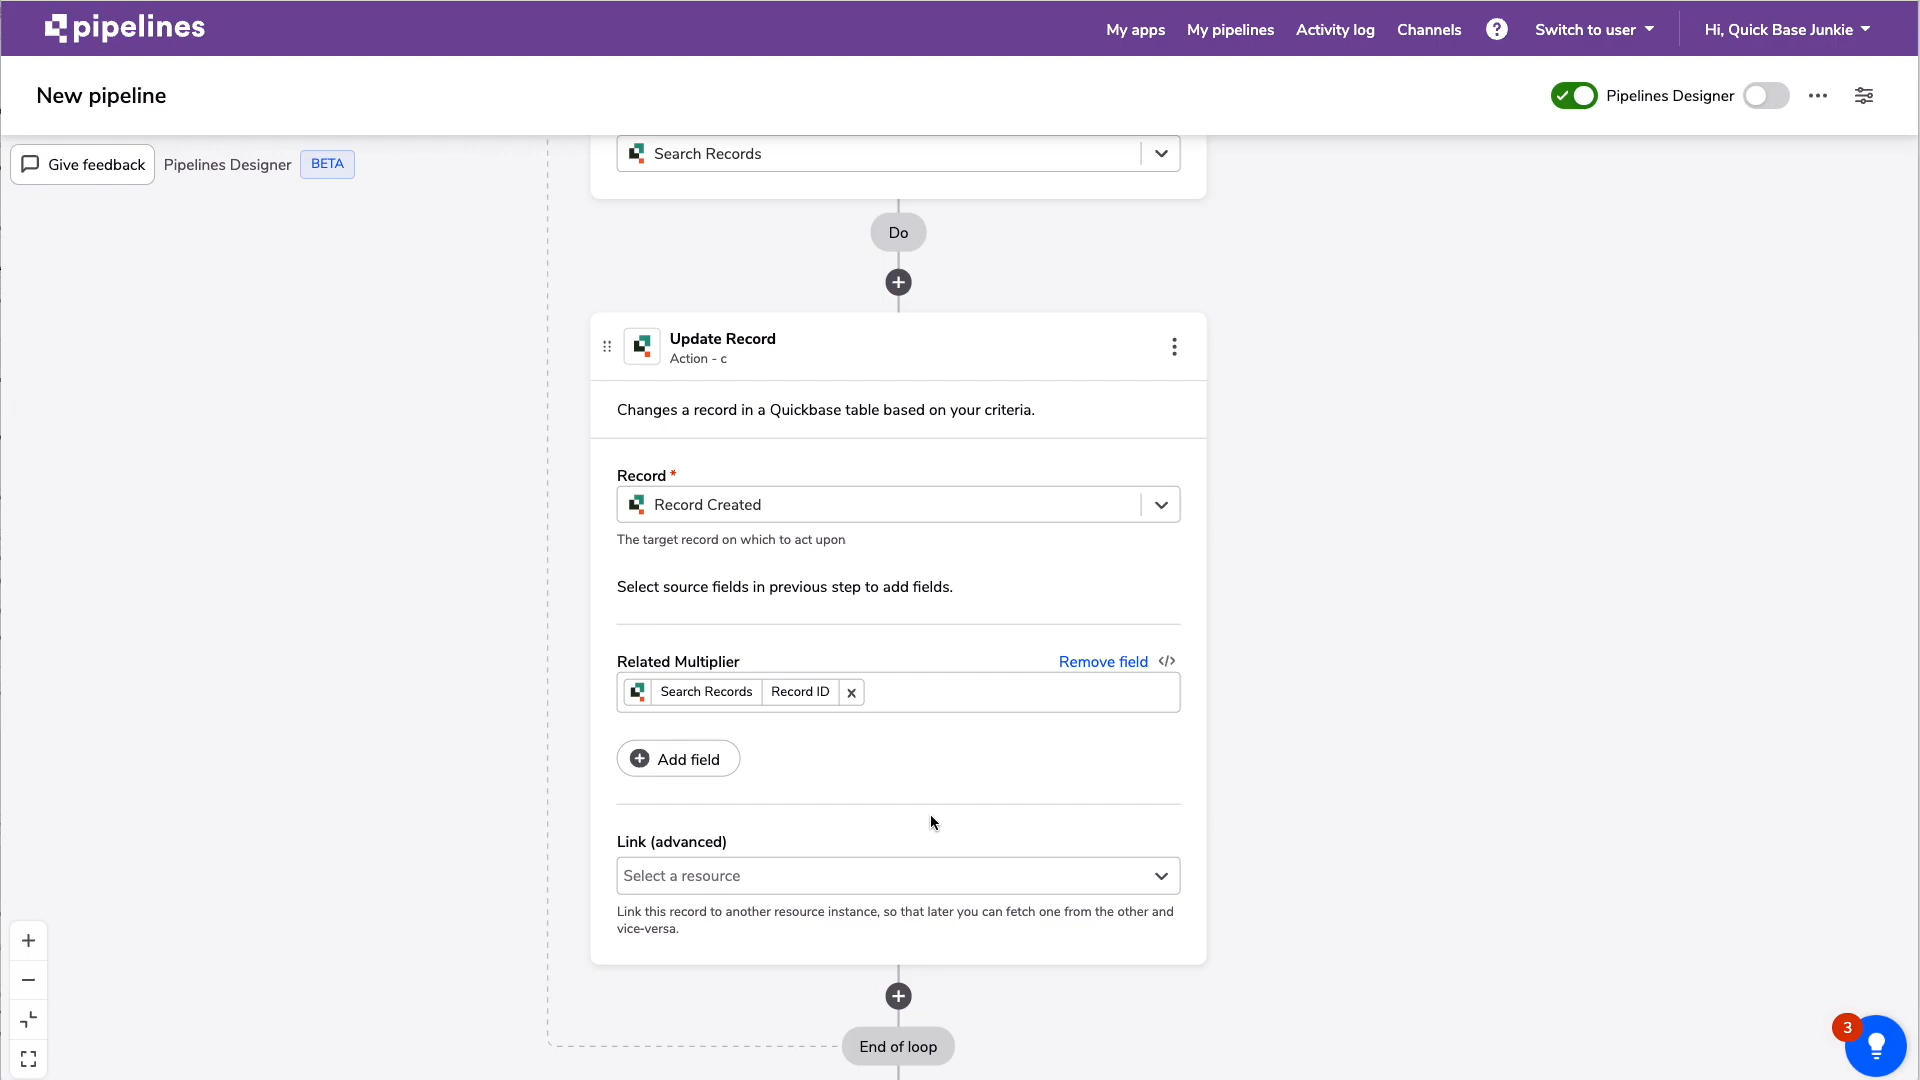 pipelines
My apps
My pipelines
Activity log
Channels
?
Switch to user
Hi, Quick Base Junkie
New pipeline
Pipelines Designer
Give feedback
Pipelines Designer
BETA
Search Records
Do
Update Record
Action - c
Changes a record in a Quickbase table based on your criteria.
Record *
Record Created
The target record on which to act upon
Select source fields in previous step to add fields.
Related Multiplier
Remove field </>
Search Records Record ID x
Add field
Link (advanced)
Select a resource
Link this record to another resource instance, so that later you can fetch one from the other and
vice-versa.
End of loop
3